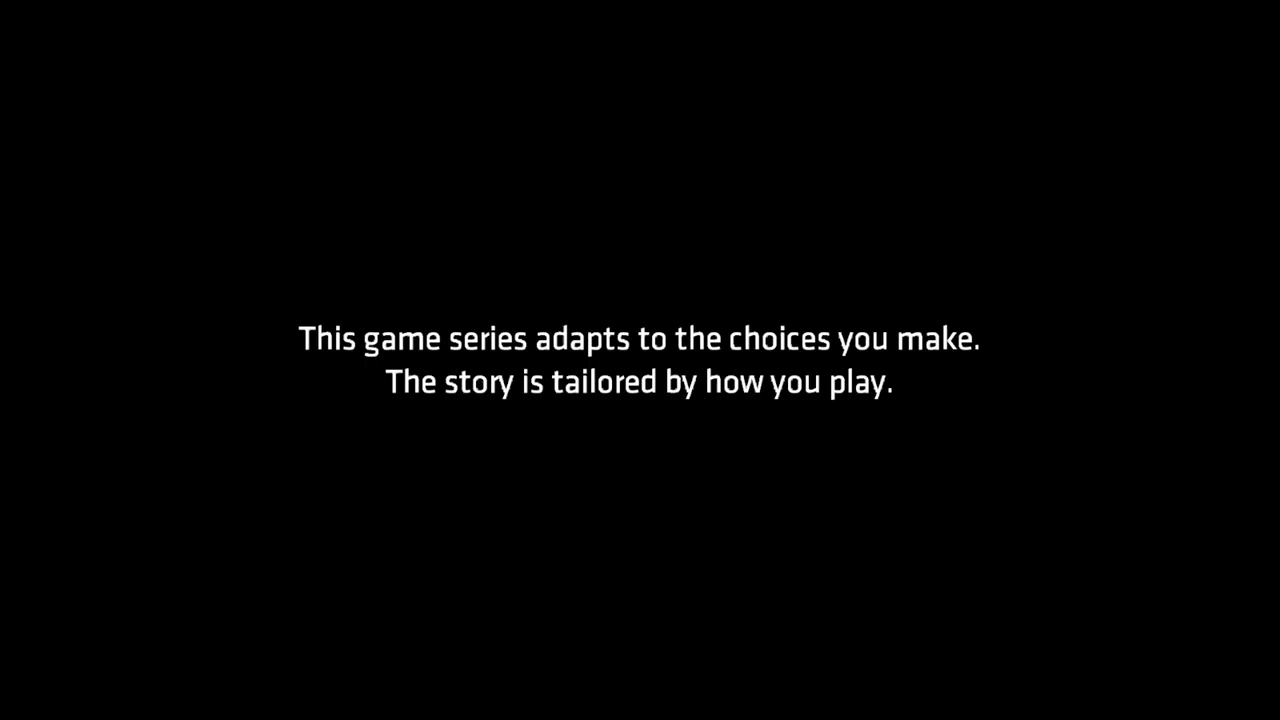 This game series adapts to the choices you make.
The story is tailored by how you play.